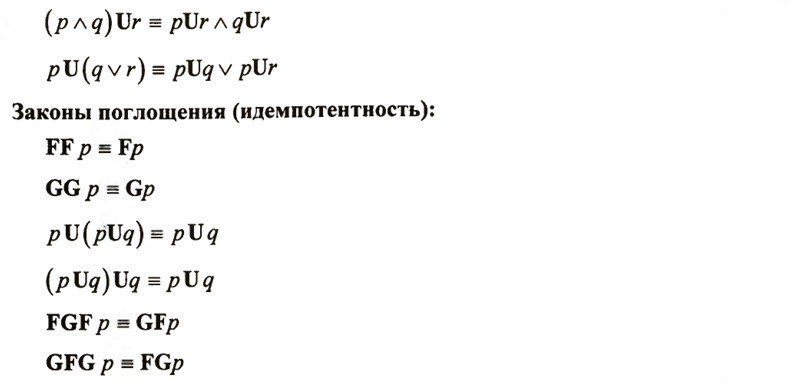 (p ∧ q)Ur ≡ pUr ∧ qUr
pU(q ∨ r) ≡ pUq ∨ pUr
Законы поглощения (идемпотентность):
FF p ≡ Fp
GG p ≡ Gp
pU(pUq) ≡ pUq
(pUq)Uq ≡ pUq
FGF p ≡ GFp
GFG p ≡ FGp